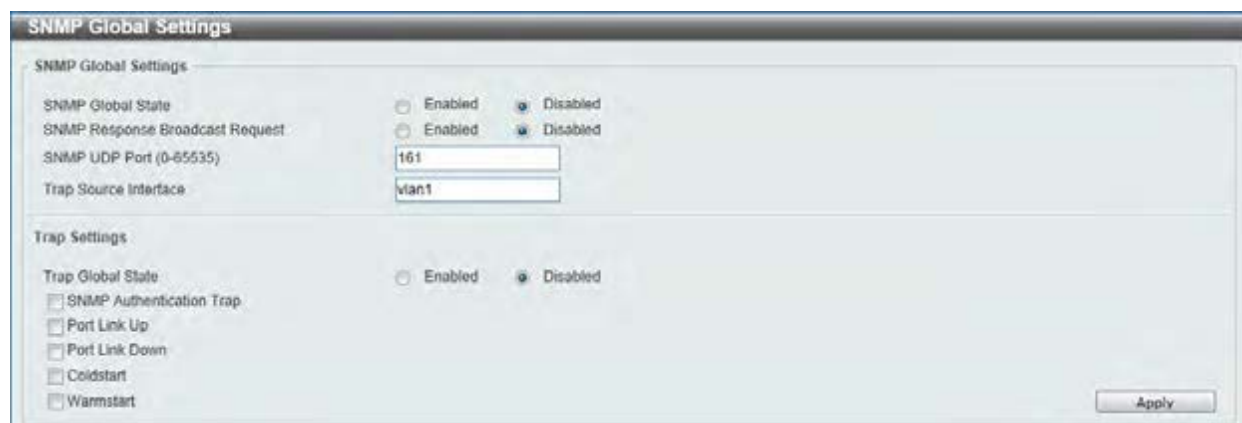 SNMP Global Settings
SNMP Global Settings
SNMP Global State Enabled Disabled
SNMP Response Broadcast Request Enabled Disabled
SNMP UDP Port (0-65535) 161
Trap Source Interface vlan1
Trap Settings
Trap Global State Enabled Disabled
SNMP Authentication Trap
Port Link Up
Port Link Down
Coldstart
Warmstart
Apply